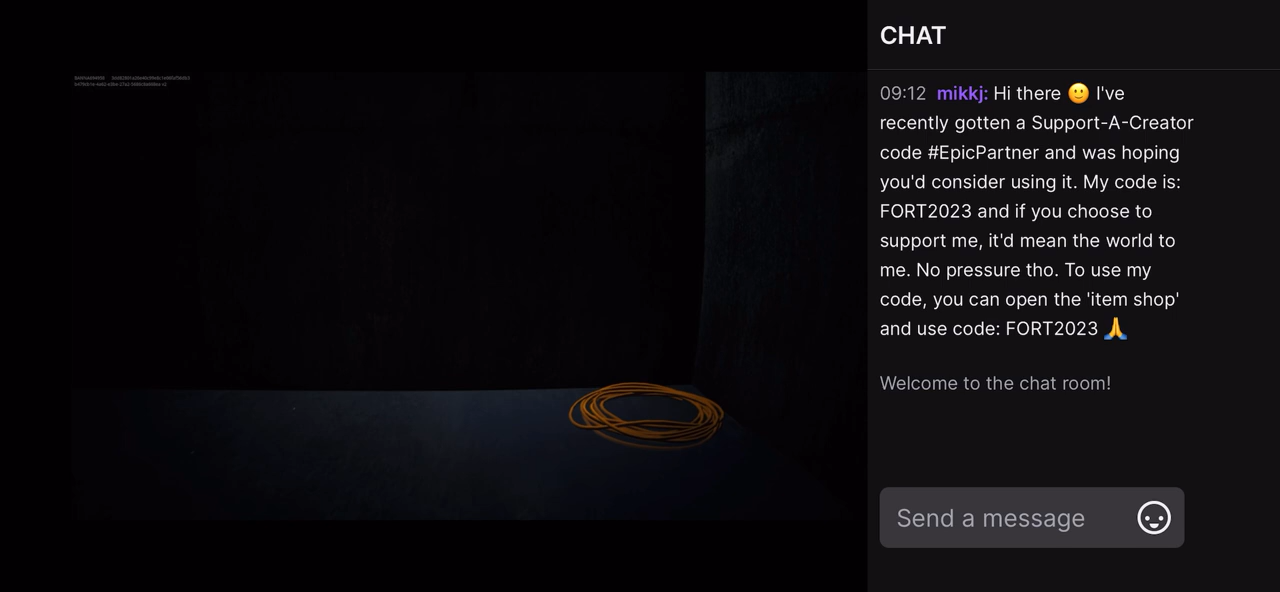 CHAT
09:12 mikkj: Hi there 🙂 I've
recently gotten a Support-A-Creator
code #EpicPartner and was hoping
you'd consider using it. My code is:
FORT2023 and if you choose to
support me, it'd mean the world to
me. No pressure tho. To use my
code, you can open the 'item shop'
and use code: FORT2023 🙏
Welcome to the chat room!
Send a message